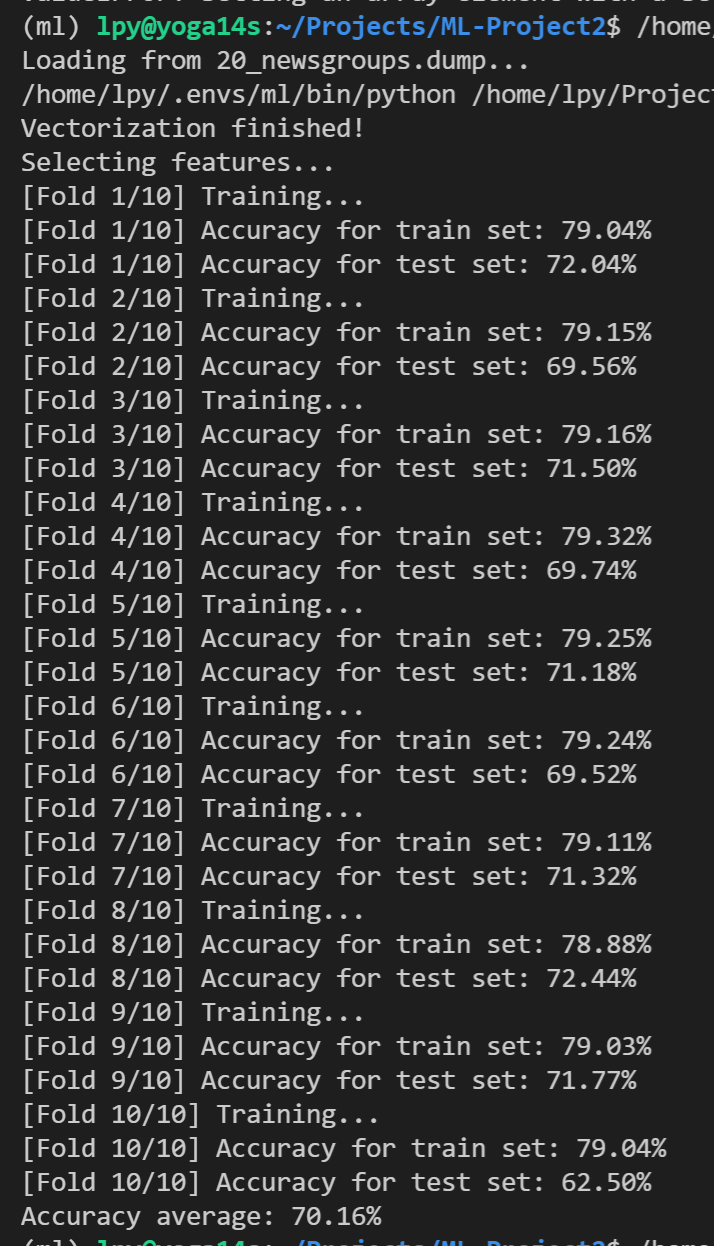 (ml) lpy@yoga14s:~/Projects/ML-Project2$ /home/
Loading from 20_newsgroups.dump...
/home/lpy/.envs/ml/bin/python /home/lpy/Project
Vectorization finished!
Selecting features...
[Fold 1/10] Training...
[Fold 1/10] Accuracy for train set: 79.04%
[Fold 1/10] Accuracy for test set: 72.04%
[Fold 2/10] Training...
[Fold 2/10] Accuracy for train set: 79.15%
[Fold 2/10] Accuracy for test set: 69.56%
[Fold 3/10] Training...
[Fold 3/10] Accuracy for train set: 79.16%
[Fold 3/10] Accuracy for test set: 71.50%
[Fold 4/10] Training...
[Fold 4/10] Accuracy for train set: 79.32%
[Fold 4/10] Accuracy for test set: 69.74%
[Fold 5/10] Training...
[Fold 5/10] Accuracy for train set: 79.25%
[Fold 5/10] Accuracy for test set: 71.18%
[Fold 6/10] Training...
[Fold 6/10] Accuracy for train set: 79.24%
[Fold 6/10] Accuracy for test set: 69.52%
[Fold 7/10] Training...
[Fold 7/10] Accuracy for train set: 79.11%
[Fold 7/10] Accuracy for test set: 71.32%
[Fold 8/10] Training...
[Fold 8/10] Accuracy for train set: 78.88%
[Fold 8/10] Accuracy for test set: 72.44%
[Fold 9/10] Training...
[Fold 9/10] Accuracy for train set: 79.03%
[Fold 9/10] Accuracy for test set: 71.77%
[Fold 10/10] Training...
[Fold 10/10] Accuracy for train set: 79.04%
[Fold 10/10] Accuracy for test set: 62.50%
Accuracy average: 70.16%